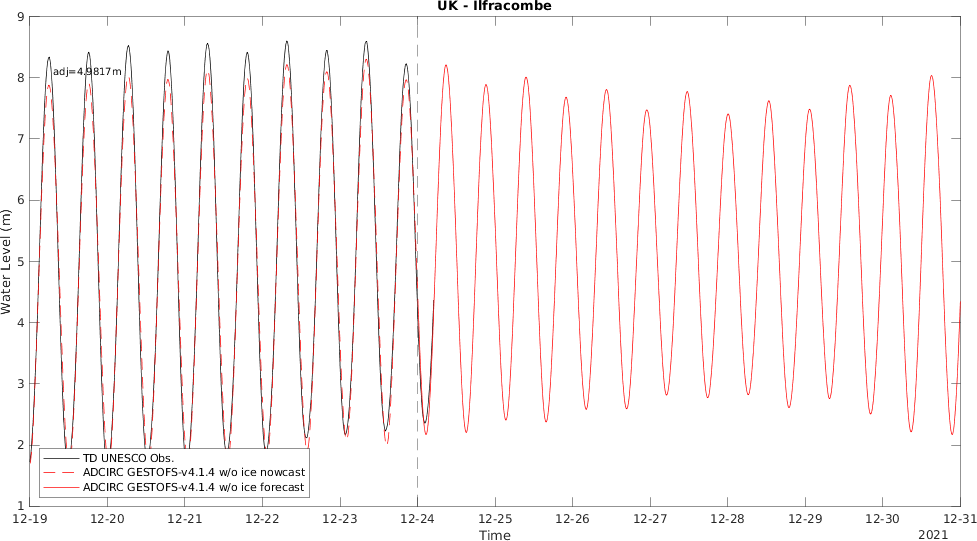 UK - Ilfracombe
9
8
7
6
5
4
3
2
1
Water Level (m)
adj=4.9817m
TD UNESCO Obs.
ADCIRC GESTOFS-v4.1.4 w/o ice nowcast
ADCIRC GESTOFS-v4.1.4 w/o ice forecast
12-19 12-20 12-21 12-22 12-23 12-24 12-25 12-26 12-27 12-28 12-29 12-30 12-31
Time
2021